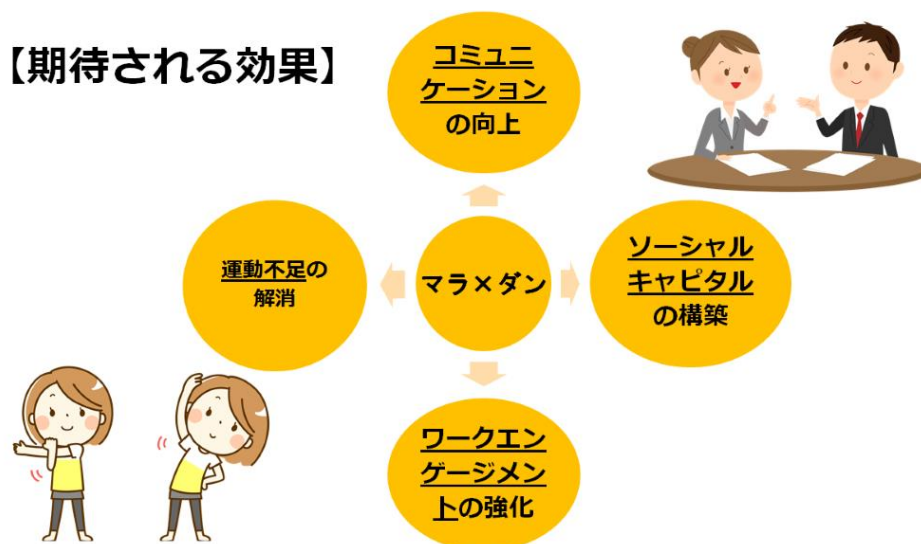 【期待される効果】
コミュニ
ケーション
の向上
運動不足の
解消
マラ×ダン
ソーシャル
キャピタル
の構築
ワークエン
ゲージメン
トの強化